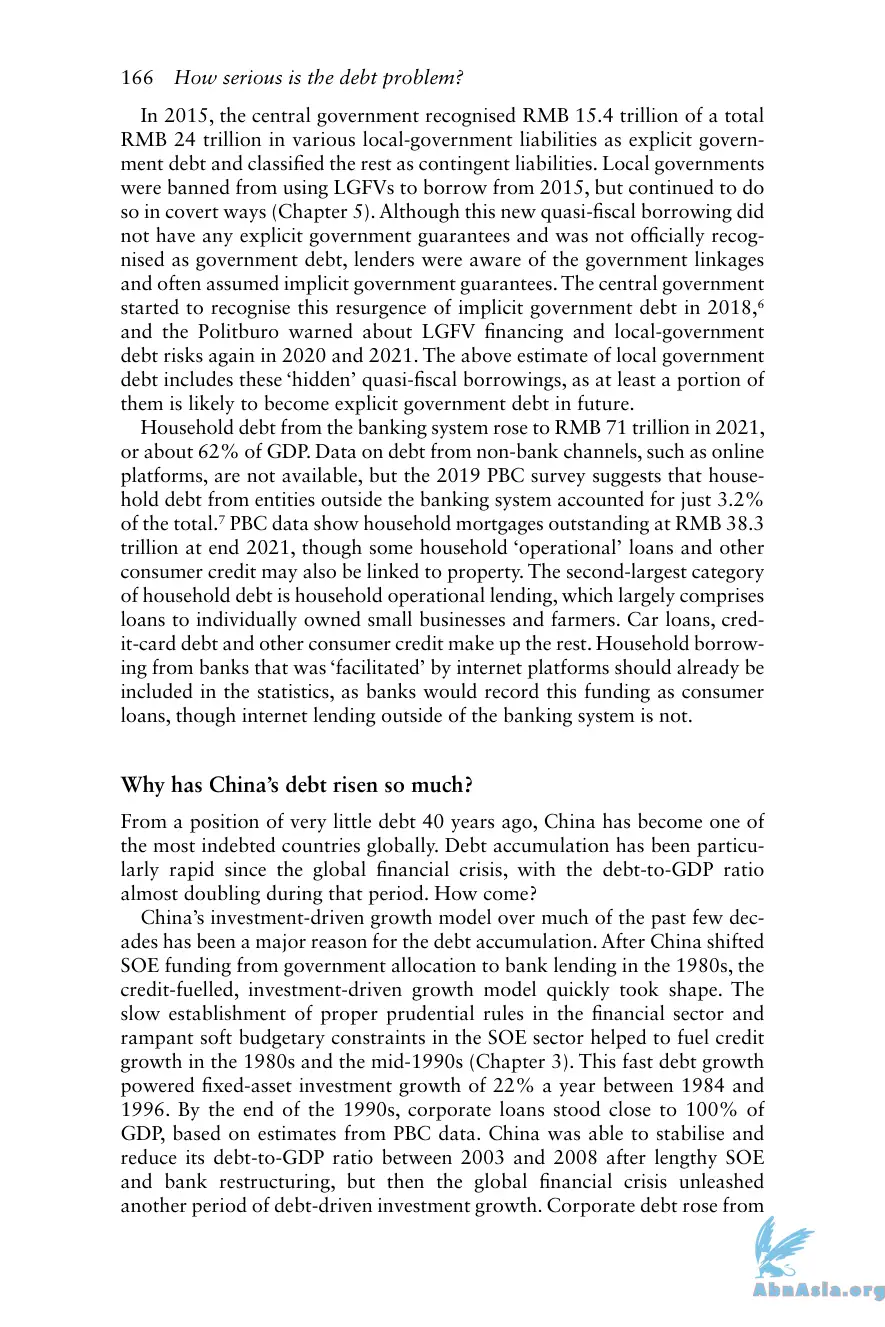 166 How serious is the debt problem?
In 2015, the central government recognised RMB 15.4 trillion of a total
RMB 24 trillion in various local-government liabilities as explicit govern-
ment debt and classified the rest as contingent liabilities. Local governments
were banned from using LGFVs to borrow from 2015, but continued to do
so in covert ways (Chapter 5). Although this new quasi-fiscal borrowing did
not have any explicit government guarantees and was not officially recog-
nised as government debt, lenders were aware of the government linkages
and often assumed implicit government guarantees. The central government
started to recognise this resurgence of implicit government debt in 2018,⁶
and the Politburo warned about LGFV financing and local-government
debt risks again in 2020 and 2021. The above estimate of local government
debt includes these ‘hidden’ quasi-fiscal borrowings, as at least a portion of
them is likely to become explicit government debt in future.
Household debt from the banking system rose to RMB 71 trillion in 2021,
or about 62% of GDP. Data on debt from non-bank channels, such as online
platforms, are not available, but the 2019 PBC survey suggests that house-
hold debt from entities outside the banking system accounted for just 3.2%
of the total.⁷ PBC data show household mortgages outstanding at RMB 38.3
trillion at end 2021, though some household ‘operational’ loans and other
consumer credit may also be linked to property. The second-largest category
of household debt is household operational lending, which largely comprises
loans to individually owned small businesses and farmers. Car loans, cred-
it-card debt and other consumer credit make up the rest. Household borrow-
ing from banks that was ‘facilitated’ by internet platforms should already be
included in the statistics, as banks would record this funding as consumer
loans, though internet lending outside of the banking system is not.
Why has China’s debt risen so much?
From a position of very little debt 40 years ago, China has become one of
the most indebted countries globally. Debt accumulation has been particu-
larly rapid since the global financial crisis, with the debt-to-GDP ratio
almost doubling during that period. How come?
China’s investment-driven growth model over much of the past few dec-
ades has been a major reason for the debt accumulation. After China shifted
SOE funding from government allocation to bank lending in the 1980s, the
credit-fuelled, investment-driven growth model quickly took shape. The
slow establishment of proper prudential rules in the financial sector and
rampant soft budgetary constraints in the SOE sector helped to fuel credit
growth in the 1980s and the mid-1990s (Chapter 3). This fast debt growth
powered fixed-asset investment growth of 22% a year between 1984 and
1996. By the end of the 1990s, corporate loans stood close to 100% of
GDP, based on estimates from PBC data. China was able to stabilise and
reduce its debt-to-GDP ratio between 2003 and 2008 after lengthy SOE
and bank restructuring, but then the global financial crisis unleashed
another period of debt-driven investment growth. Corporate debt rose from
AbnAsia.org